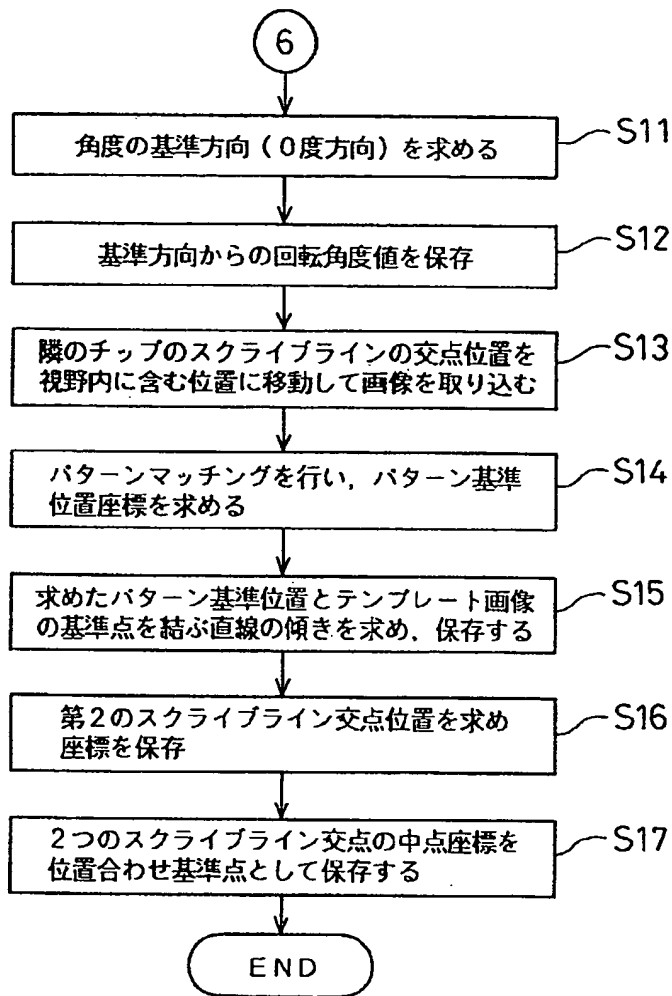 6
角度の基準方向(0度方向)を求める
S11
基準方向からの回転角度値を保存
S12
隣のチップのスクライブラインの交点位置を
視野内に含む位置に移動して画像を取り込む
S13
パターンマッチングを行い,パターン基準
位置座標を求める
S14
求めたパターン基準位置とテンプレート画像
の基準点を結ぶ直線の傾きを求め,保存する
S15
第2のスクライブライン交点位置を求め
座標を保存
S16
2つのスクライブライン交点の中点座標を
位置合わせ基準点として保存する
S17
END